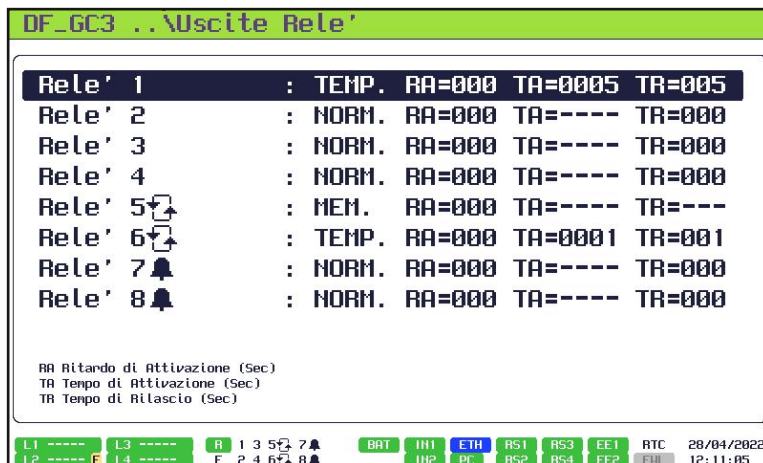 DF_GC3 ..\Uscite Rele'
Rele' 1 : TEMP. RA=000 TA=0005 TR=005
Rele' 2 : NORM. RA=000 TA=---- TR=000
Rele' 3 : NORM. RA=000 TA=---- TR=000
Rele' 4 : NORM. RA=000 TA=---- TR=000
Rele' 5 : MEM. RA=000 TA=---- TR=---
Rele' 6 : TEMP. RA=000 TA=0001 TR=001
Rele' 7 : NORM. RA=000 TA=---- TR=000
Rele' 8 : NORM. RA=000 TA=---- TR=000
RA Ritardo di Attivazione (Sec)
TA Tempo di Attivazione (Sec)
TR Tempo di Rilascio (Sec)
L1 ----- L3 ----- R 1 3 5 7 BAT IN1 ETH RS1 RS3 EE1 RTC 28/04/2022
L2 ----- F L4 ----- E 2 4 6 8 IN2 PC RS2 RS4 EE2 12:11:05